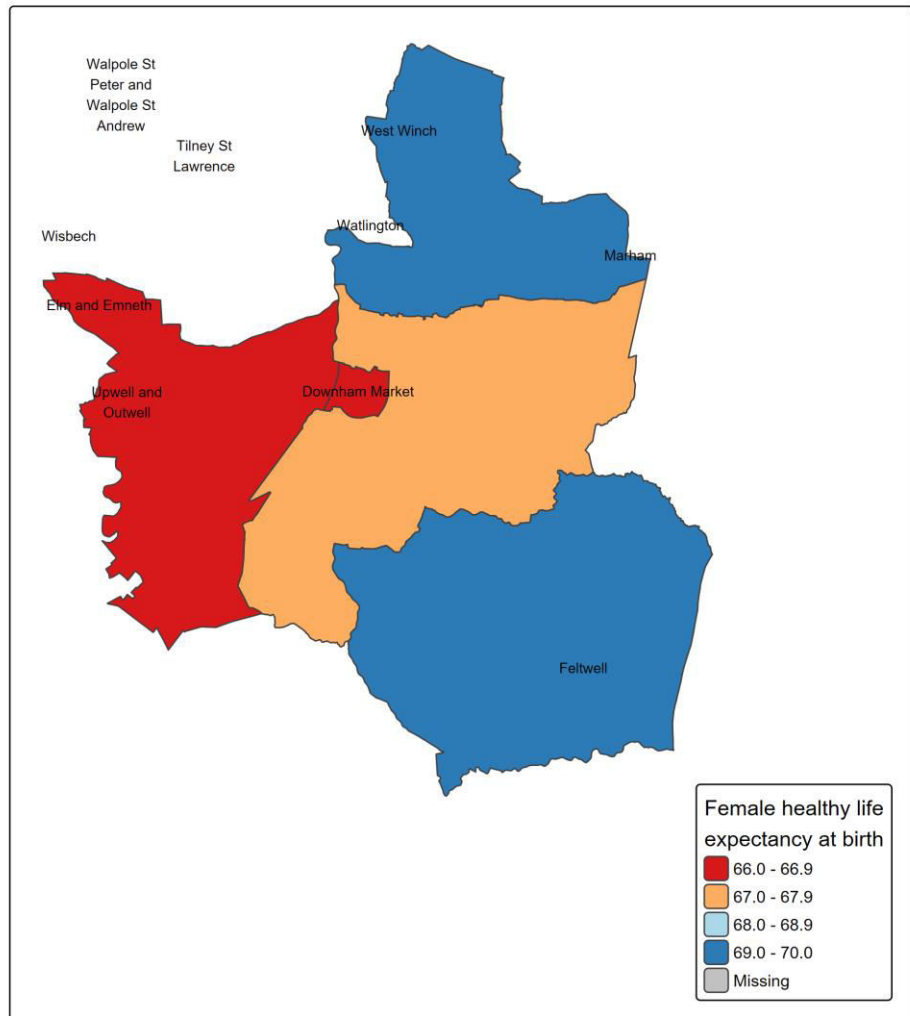 Walpole St
Peter and
Walpole St
Andrew
Tilney St
Lawrence
West Winch
Watlington
Wisbech
Marham
Elm and Emneth
Upwell and
Outwell
Downham Market
Feltwell
Female healthy life
expectancy at birth
66.0 - 66.9
67.0 - 67.9
68.0 - 68.9
69.0 - 70.0
Missing